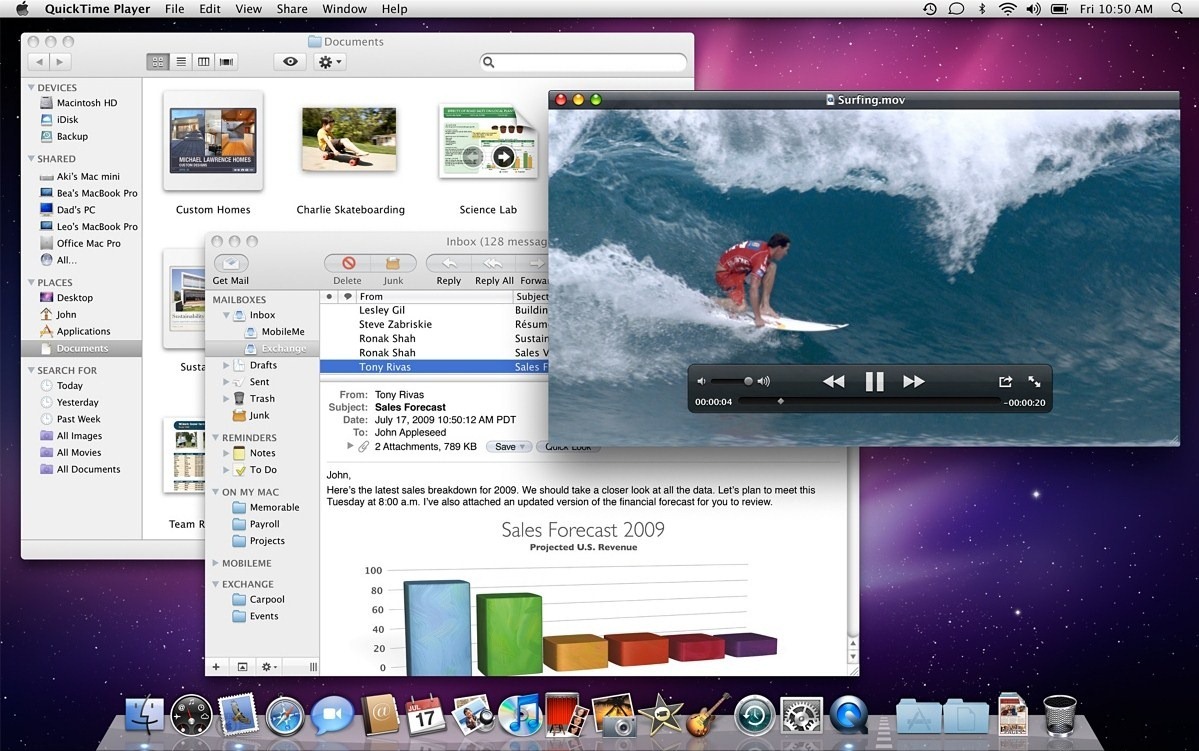 QuickTime Player File Edit View Share Window Help Fri 10:50 AM
Documents
DEVICES
Macintosh HD
iDisk
Backup
SHARED
Aki's Mac mini
Bea's MacBook Pro
Dad's PC
Leo's MacBook Pro
Office Mac Pro
All...
PLACES
Desktop
John
Applications
Documents
SEARCH FOR
Today
Yesterday
Past Week
All Images
All Movies
All Documents
MICHAEL LAWRENCE HOMES
CUSTOM DESIGNS
Custom Homes
Charlie Skateboarding
Science Lab
Susta
Team R
Inbox (128 messag
Get Mail
Delete
Junk
Reply
Reply All
Forwa
MAILBOXES
Inbox
MobileMe
Exchange
Drafts
Sent
Trash
Junk
REMINDERS
Notes
To Do
ON MY MAC
Memorable
Payroll
Projects
MOBILEME
EXCHANGE
Carpool
Events
From Subject
Lesley Gil Buildin
Steve Zabriskie Résum
Ronak Shah Sustain
Ronak Shah Sales V
Tony Rivas Sales F
From: Tony Rivas
Subject: Sales Forecast
Date: July 17, 2009 10:50:12 AM PDT
To: John Appleseed
2 Attachments, 789 KB Save Quick Look
John,
Here's the latest sales breakdown for 2009. We should take a closer look at all the data. Let's plan to meet this
Tuesday at 8:00 a.m. I've also attached an updated version of the financial forecast for you to review.
Sales Forecast 2009
Projected U.S. Revenue
100
80
60
40
20
0
Surfing.mov
00:00:04 -00:00:20
JUL
17